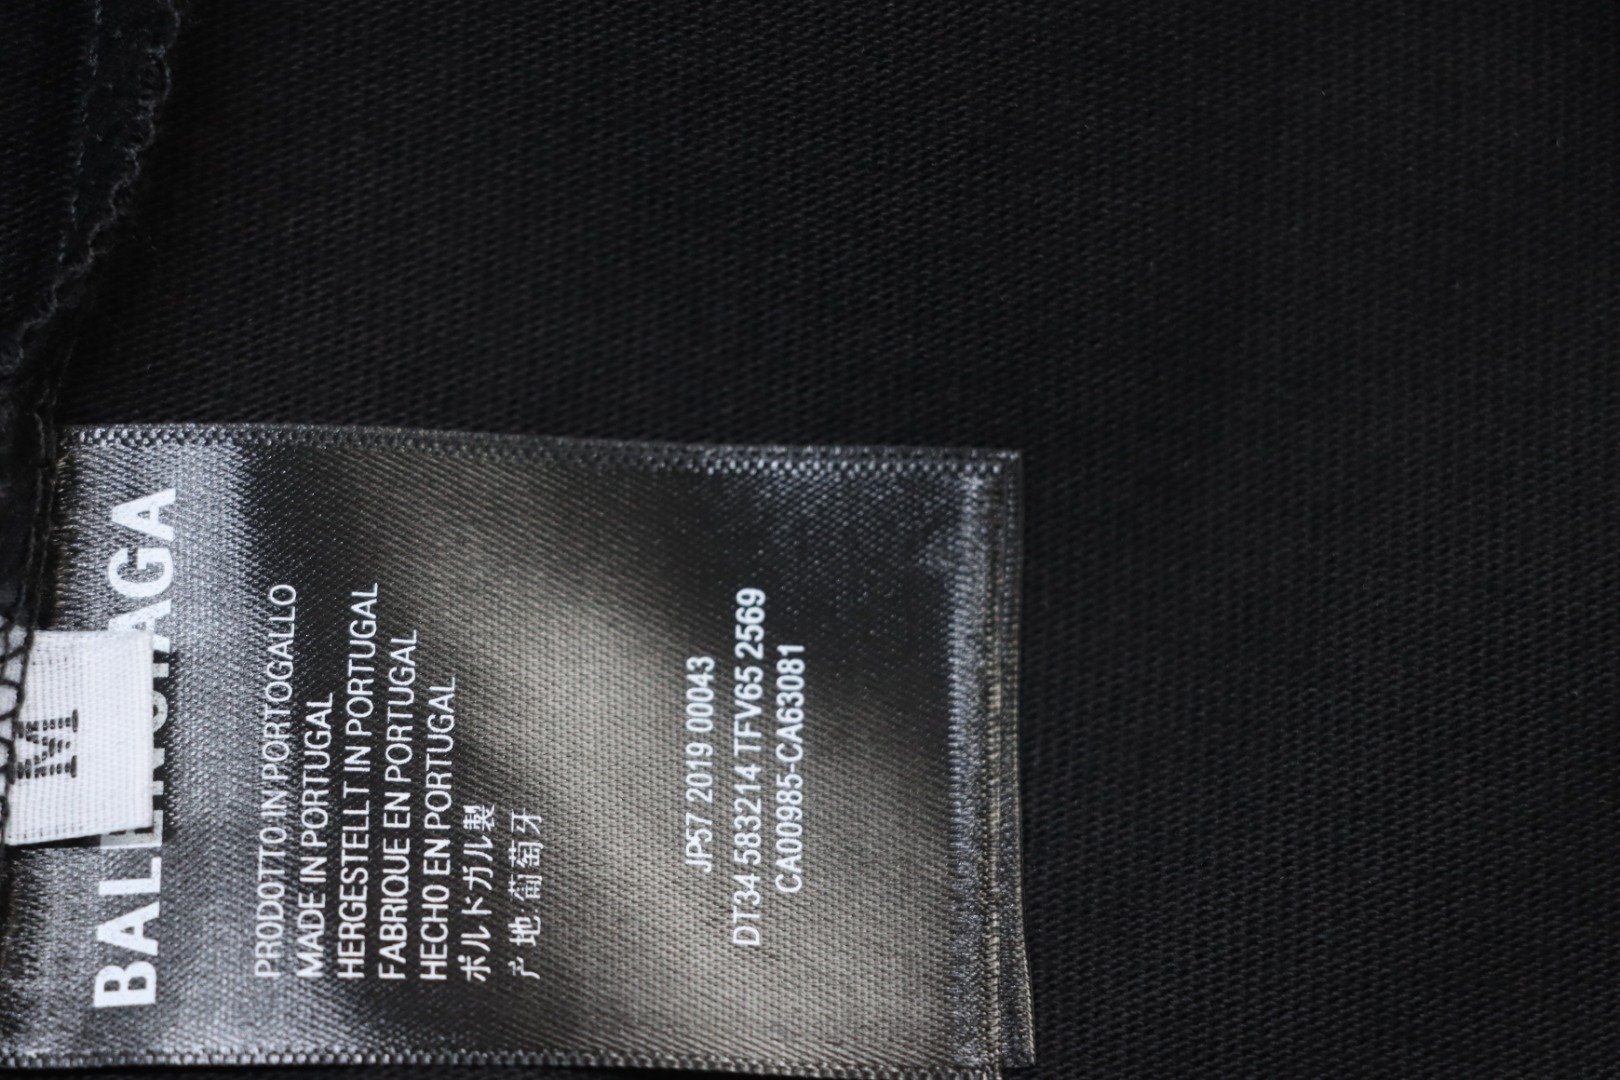 BALENCIAGA
M
PRODOTTO IN PORTOGALLO
MADE IN PORTUGAL
HERGESTELLT IN PORTUGAL
FABRIQUE EN PORTUGAL
HECHO EN PORTUGAL
ポルトガル製
产地:葡萄牙
JP57 2019 00043
DT34 583214 TFV65 2569
CA00985-CA63081